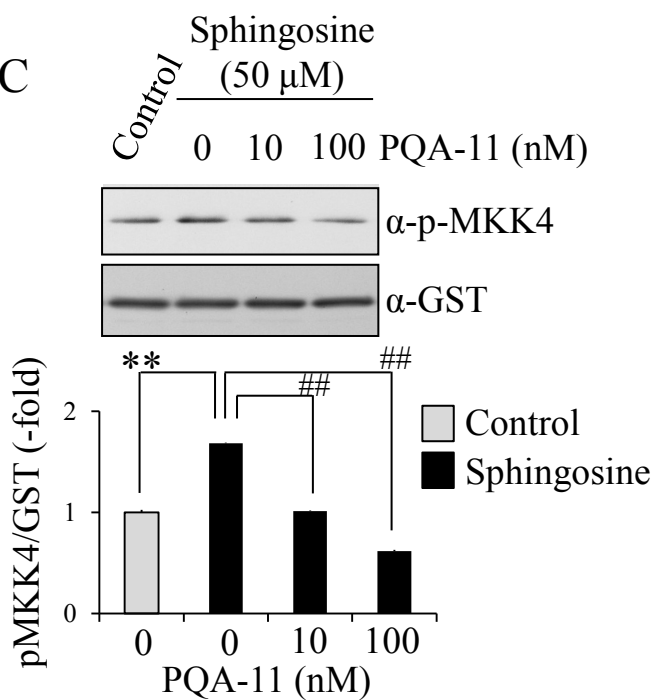 C
Sphingosine
(50 μM)
Control
0 10 100 PQA-11 (nM)
α-p-MKK4
α-GST
** ## ##
pMKK4/GST (-fold)
2
1
0
Control
Sphingosine
0 0 10 100
PQA-11 (nM)